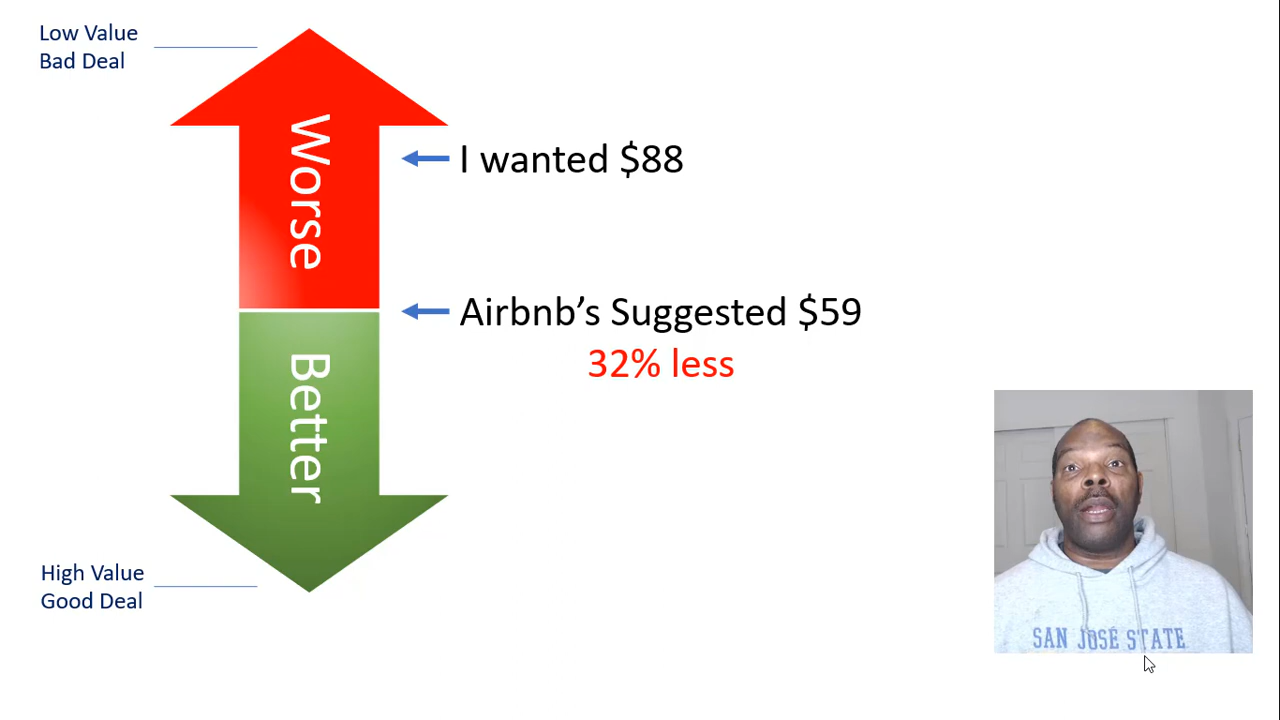 Low Value
Bad Deal
Worse
I wanted $88
Airbnb’s Suggested $59
32% less
Better
High Value
Good Deal
SAN JOSÉ STATE